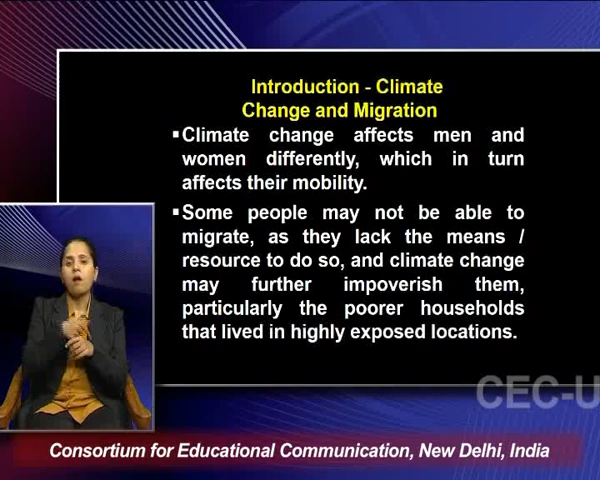 Introduction - Climate
Change and Migration
▪Climate change affects men and
women differently, which in turn
affects their mobility.
▪Some people may not be able to
migrate, as they lack the means /
resource to do so, and climate change
may further impoverish them,
particularly the poorer households
that lived in highly exposed locations.
CEC-U
Consortium for Educational Communication, New Delhi, India